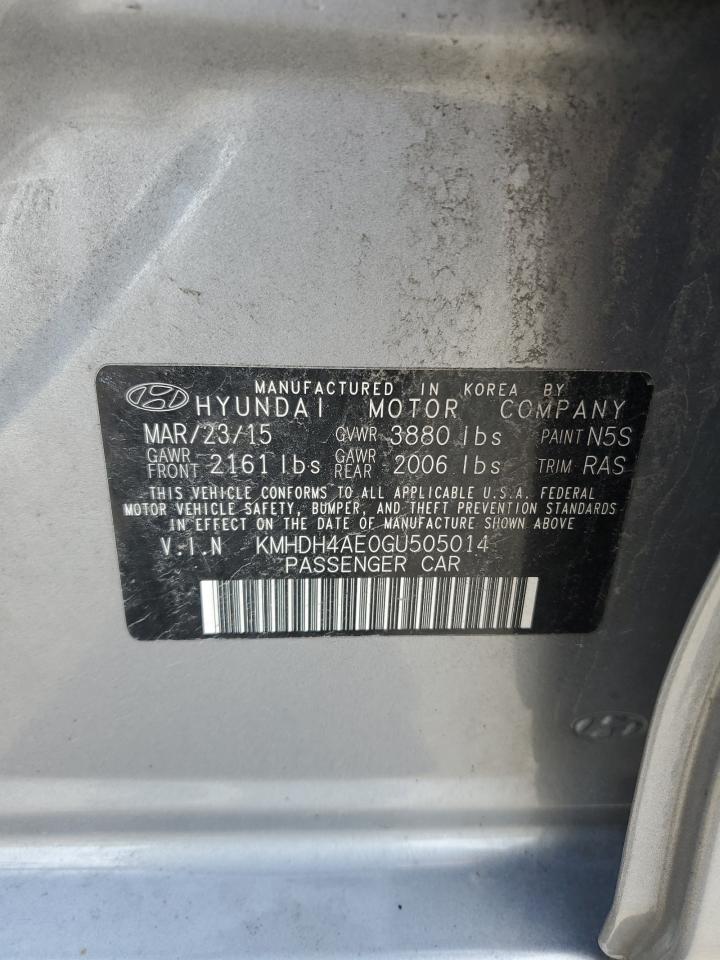 MANUFACTURED IN KOREA BY
HYUNDAI MOTOR COMPANY
MAR/23/15 GVWR 3880 lbs PAINT N5S
GAWR FRONT 2161 lbs GAWR REAR 2006 lbs TRIM RAS
THIS VEHICLE CONFORMS TO ALL APPLICABLE U.S.A. FEDERAL
MOTOR VEHICLE SAFETY, BUMPER, AND THEFT PREVENTION STANDARDS
IN EFFECT ON THE DATE OF MANUFACTURE SHOWN ABOVE
V.I.N KMHDH4AE0GU505014
PASSENGER CAR